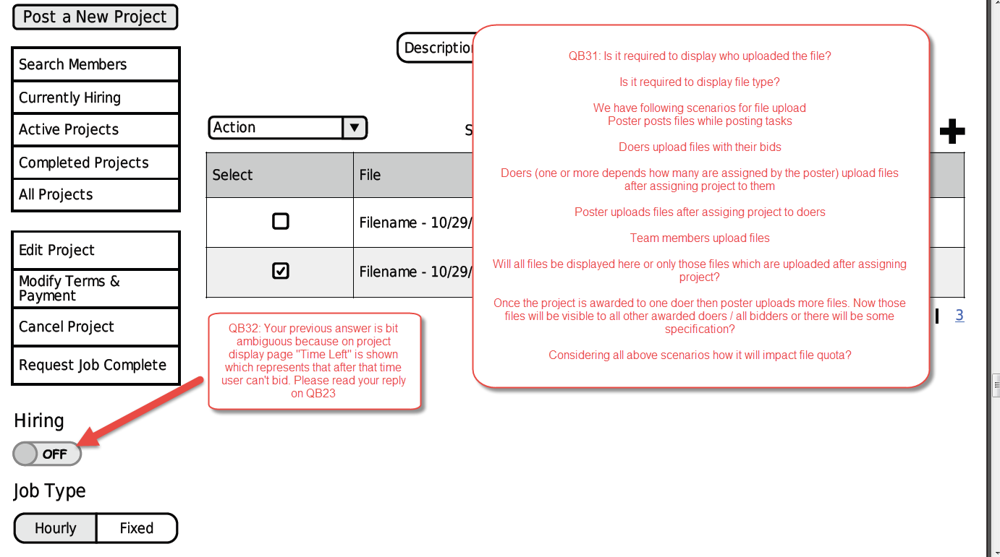 Post a New Project
Search Members
Currently Hiring
Active Projects
Completed Projects
All Projects
Edit Project
Modify Terms &
Payment
Cancel Project
Request Job Complete
Hiring
OFF
Job Type
Hourly Fixed
Description
Action
S
Select File
Filename - 10/29/
Filename - 10/29/
3
QB31: Is it required to display who uploaded the file?
Is it required to display file type?
We have following scenarios for file upload
Poster posts files while posting tasks
Doers upload files with their bids
Doers (one or more depends how many are assigned by the poster) upload files
after assigning project to them
Poster uploads files after assiging project to doers
Team members upload files
Will all files be displayed here or only those files which are uploaded after assigning
project?
Once the project is awarded to one doer then poster uploads more files. Now those
files will be visible to all other awarded doers / all bidders or there will be some
specification?
Considering all above scenarios how it will impact file quota?
QB32: Your previous answer is bit
ambiguous because on project
display page "Time Left" is shown
which represents that after that time
user can't bid. Please read your reply
on QB23